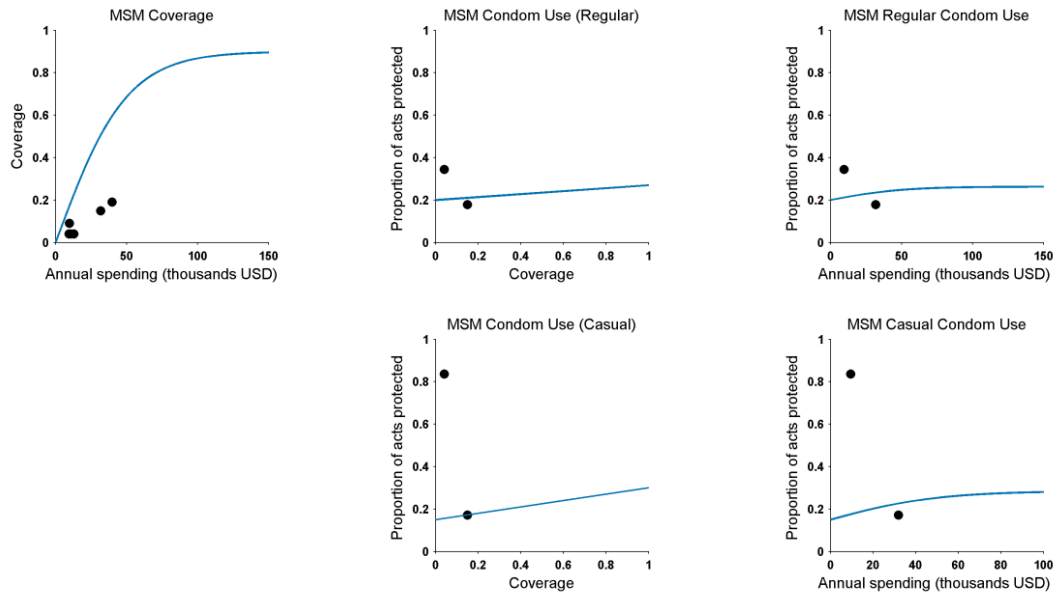 MSM Coverage
1
0.8
0.6
0.4
0.2
0
Coverage
0 50 100 150
Annual spending (thousands USD)
MSM Condom Use (Regular)
1
0.8
0.6
0.4
0.2
0
Proportion of acts protected
0 0.2 0.4 0.6 0.8 1
Coverage
MSM Regular Condom Use
1
0.8
0.6
0.4
0.2
0
Proportion of acts protected
0 50 100 150
Annual spending (thousands USD)
MSM Condom Use (Casual)
1
0.8
0.6
0.4
0.2
0
Proportion of acts protected
0 0.2 0.4 0.6 0.8 1
Coverage
MSM Casual Condom Use
1
0.8
0.6
0.4
0.2
0
Proportion of acts protected
0 20 40 60 80 100
Annual spending (thousands USD)